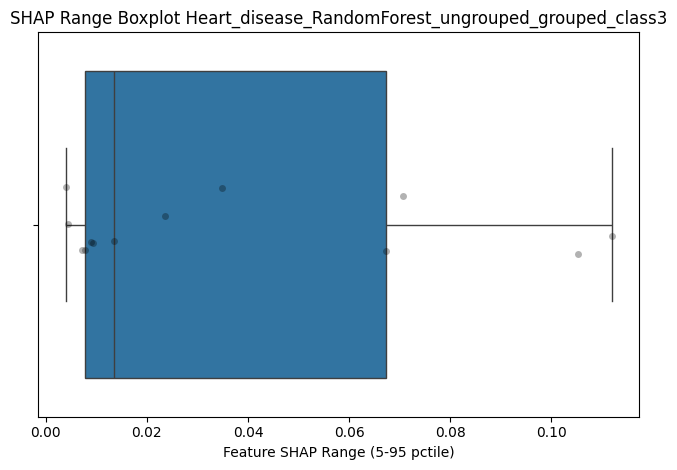 SHAP Range Boxplot Heart_disease_RandomForest_ungrouped_grouped_class3
0.00 0.02 0.04 0.06 0.08 0.10
Feature SHAP Range (5-95 pctile)